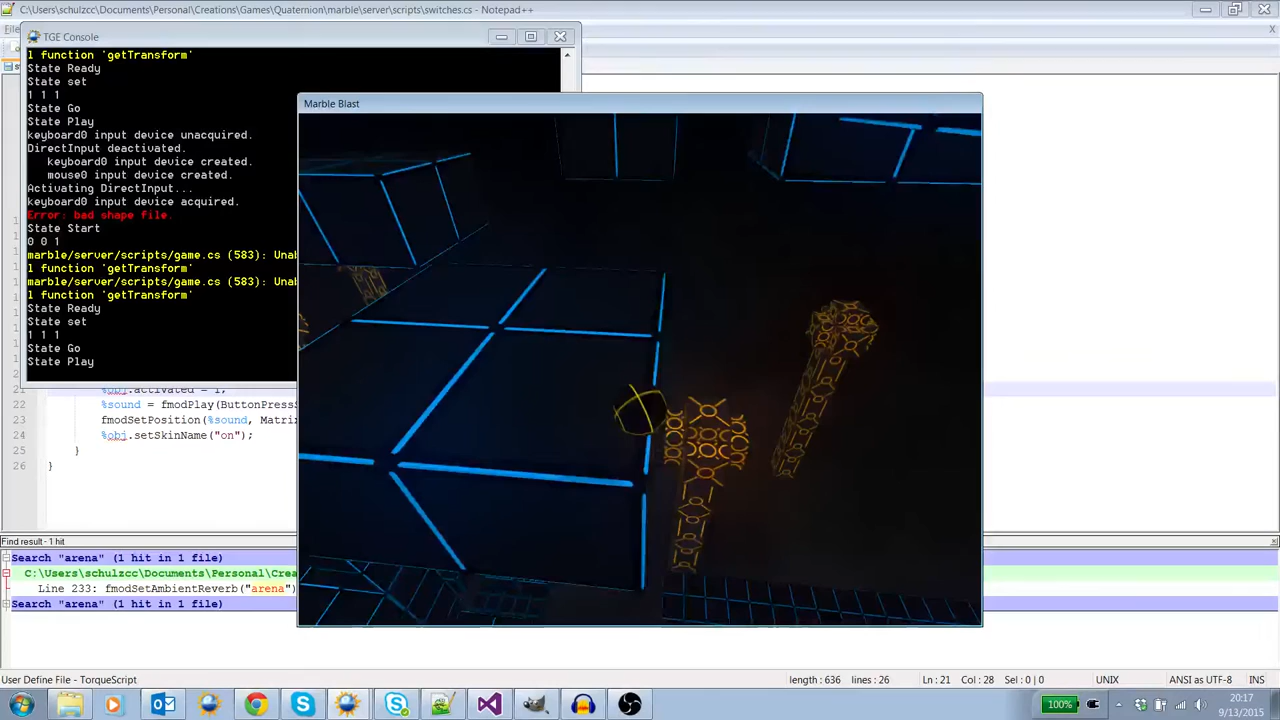 C:\Users\schulzcc\Documents\Personal\Creations\Games\Quaternion\marble\server\scripts\switches.cs - Notepad++
TGE Console
l function 'getTransform'
State Ready
State set
1 1 1
State Go
State Play
keyboard0 input device unacquired.
DirectInput deactivated.
keyboard0 input device created.
mouse0 input device created.
Activating DirectInput...
keyboard0 input device acquired.
Error: bad shape file.
State Start
0 0 1
marble/server/scripts/game.cs (583): Unab
l function 'getTransform'
marble/server/scripts/game.cs (583): Unab
l function 'getTransform'
State Ready
State set
1 1 1
State Go
State Play
Marble Blast
21 %obj.activated = 1;
22 %sound = fmodPlay(ButtonPressS
23 fmodSetPosition(%sound, Matri
24 %obj.setSkinName("on");
25 }
26 }
Find result - 1 hit
Search "arena" (1 hit in 1 file)
C:\Users\schulzcc\Documents\Personal\Crea
Line 233: fmodSetAmbientReverb("arena")
Search "arena" (1 hit in 1 file)
User Define File - TorqueScript length : 636 lines : 26 Ln : 21 Col : 28 Sel : 0 | 0 UNIX ANSI as UTF-8 INS
100%
20:17
9/13/2015